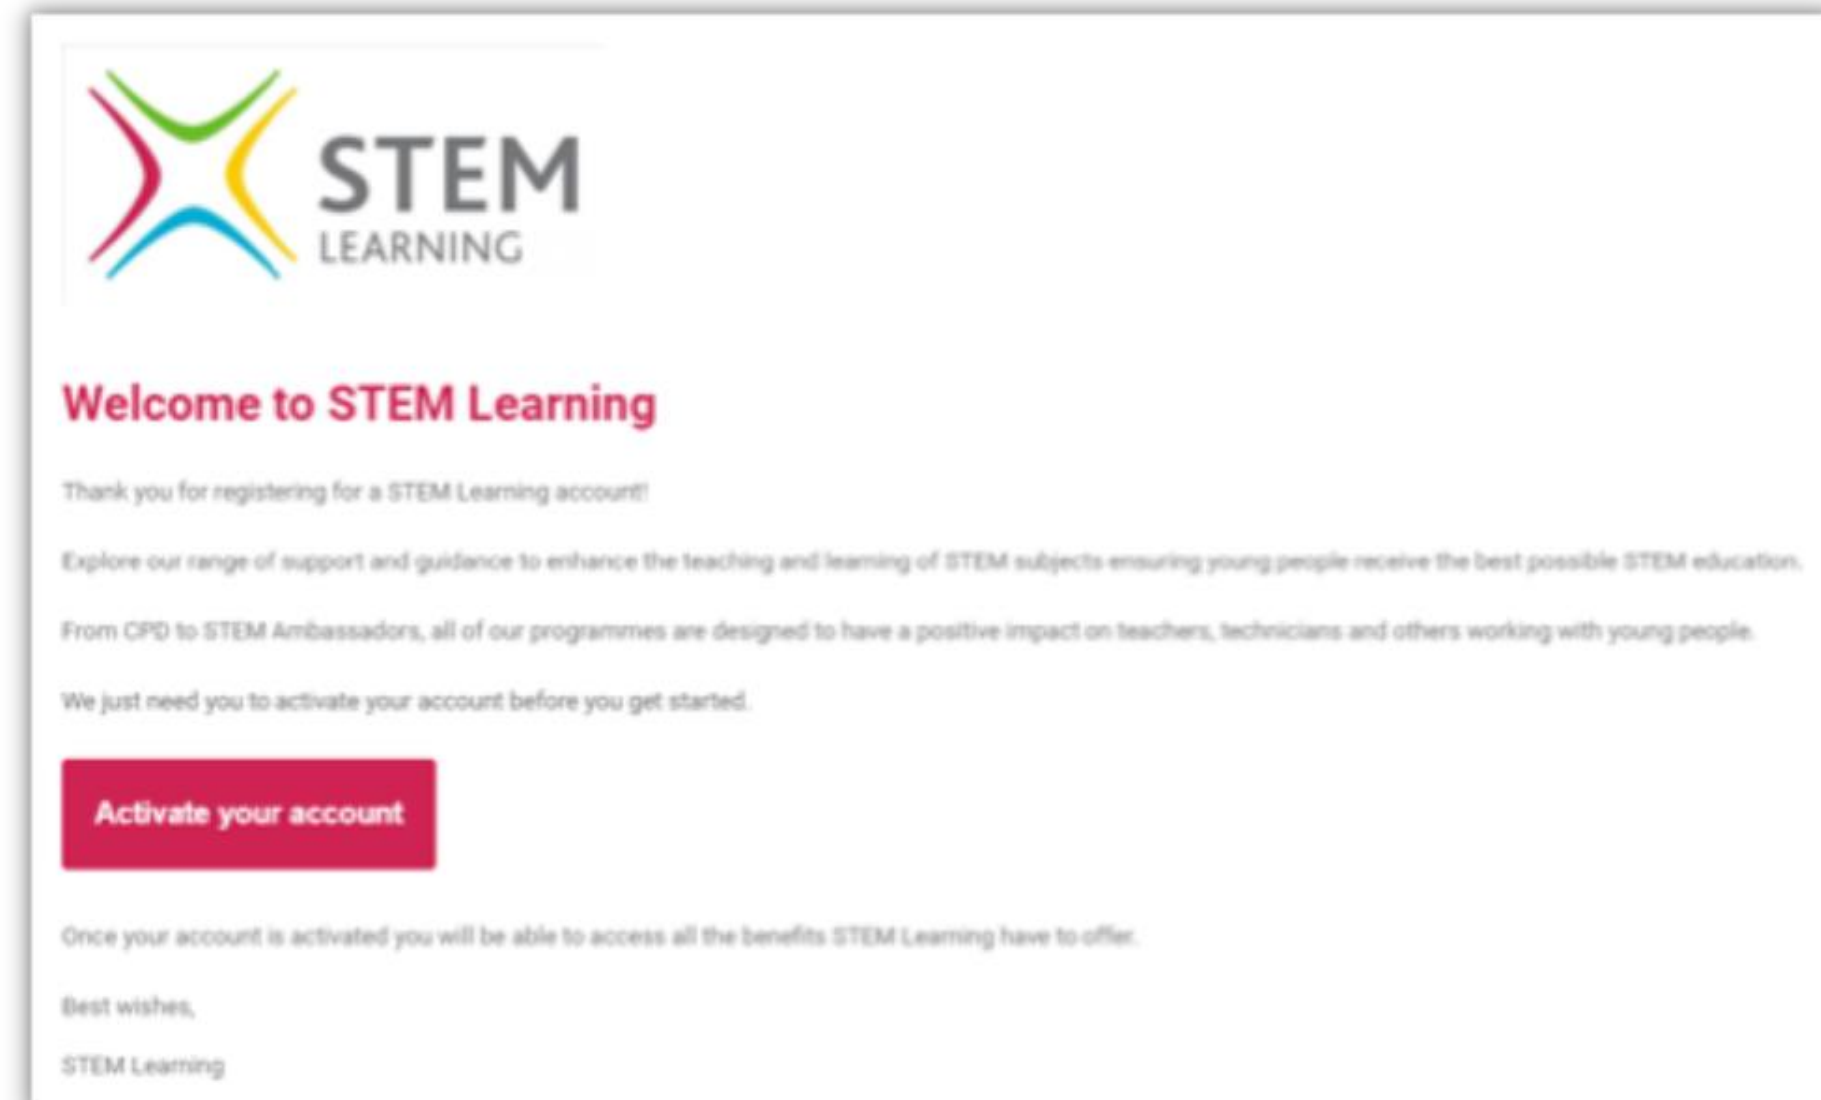 STEM
LEARNING
Welcome to STEM Learning
Thank you for registering for a STEM Learning account!
Explore our range of support and guidance to enhance the teaching and learning of STEM subjects ensuring young people receive the best possible STEM education.
From CPD to STEM Ambassadors, all of our programmes are designed to have a positive impact on teachers, technicians and others working with young people.
We just need you to activate your account before you get started.
Activate your account
Once your account is activated you will be able to access all the benefits STEM Learning have to offer.
Best wishes,
STEM Learning